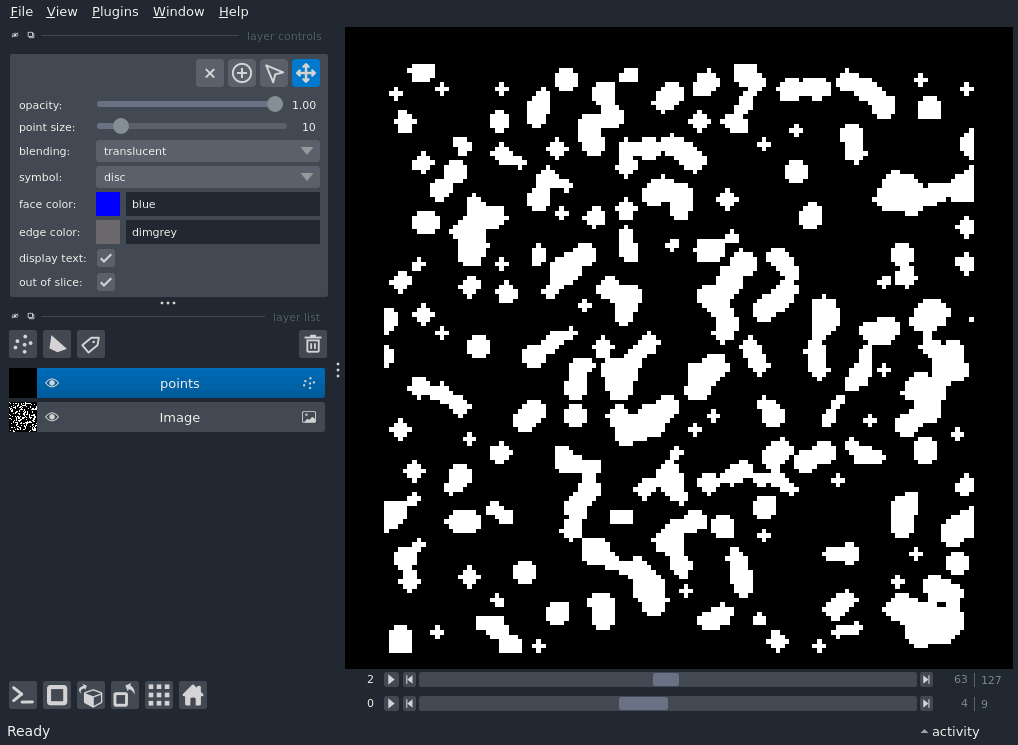 File View Plugins Window Help
layer controls
opacity: 1.00
point size: 10
blending: translucent
symbol: disc
face color: blue
edge color: dimgrey
display text:
out of slice:
layer list
points
Image
2 63 127
0 4 9
Ready activity